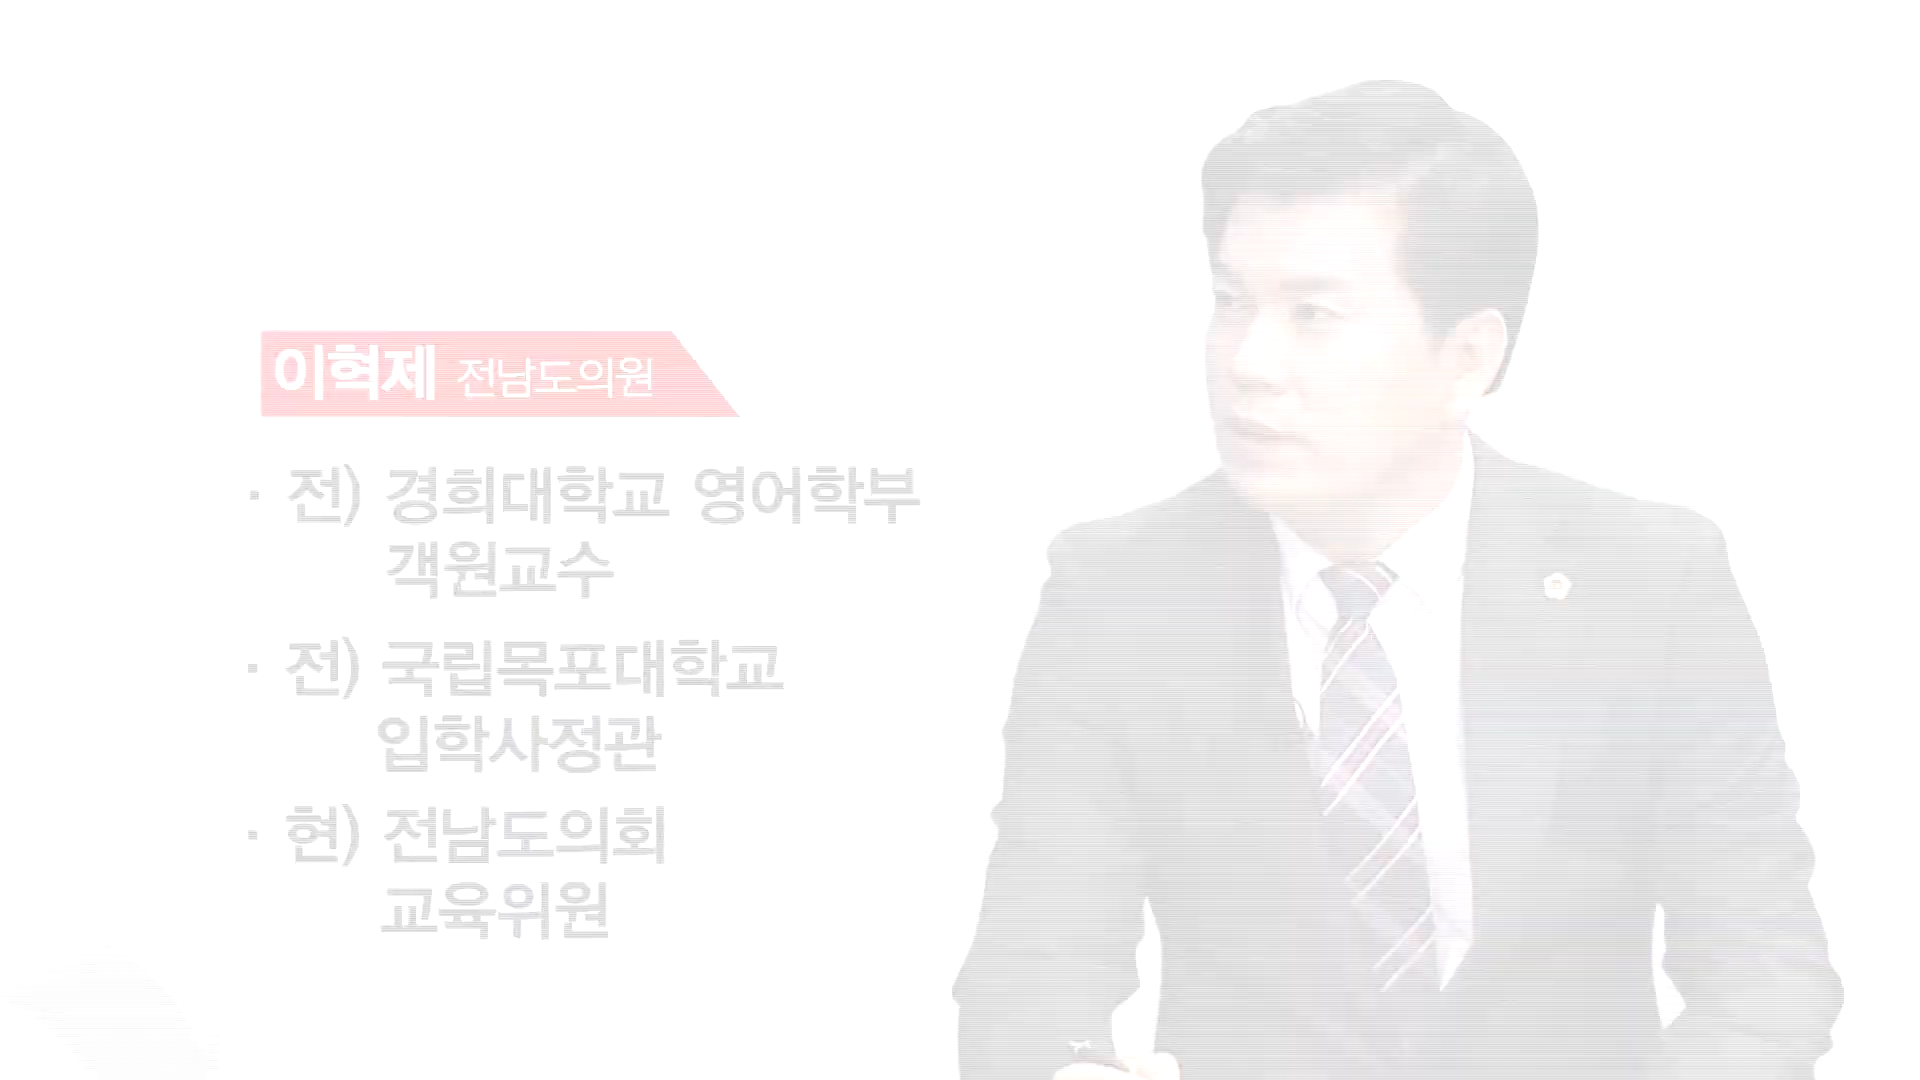 이혁제 전남도의원
· 전) 경희대학교 영어학부
객원교수
· 전) 국립목포대학교
입학사정관
· 현) 전남도의회
교육위원